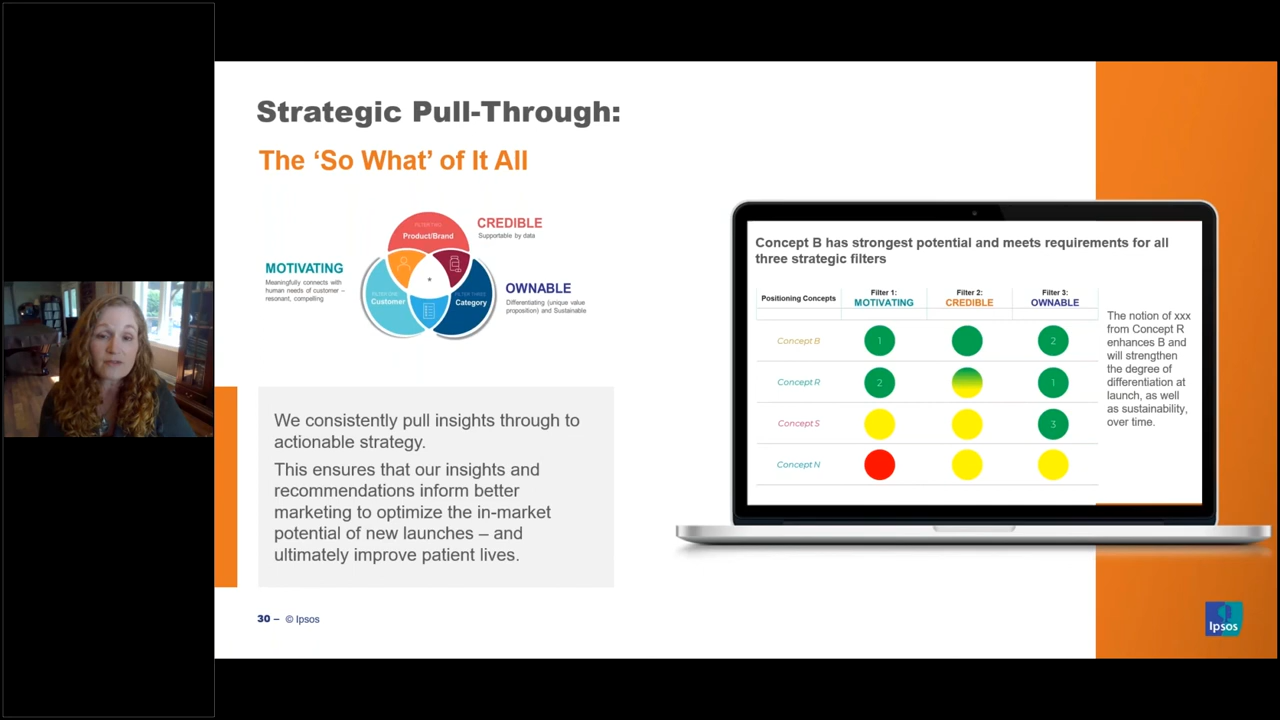 Strategic Pull-Through:
The ‘So What’ of It All
CREDIBLE
Supportable by data
Product/Brand
MOTIVATING
Meaningfully connects with
human needs of customer –
resonant, compelling
OWNABLE
Differentiating (unique value
proposition) and Sustainable
Customer
Category
We consistently pull insights through to
actionable strategy.
This ensures that our insights and
recommendations inform better
marketing to optimize the in-market
potential of new launches – and
ultimately improve patient lives.
30 – © Ipsos
Concept B has strongest potential and meets requirements for all
three strategic filters
Positioning Concepts
Filter 1:
MOTIVATING
Filter 2:
CREDIBLE
Filter 3:
OWNABLE
Concept B
1
2
Concept R
2
1
Concept S
3
Concept N
The notion of xxx
from Concept R
enhances B and
will strengthen
the degree of
differentiation at
launch, as well
as sustainability,
over time.
Ipsos